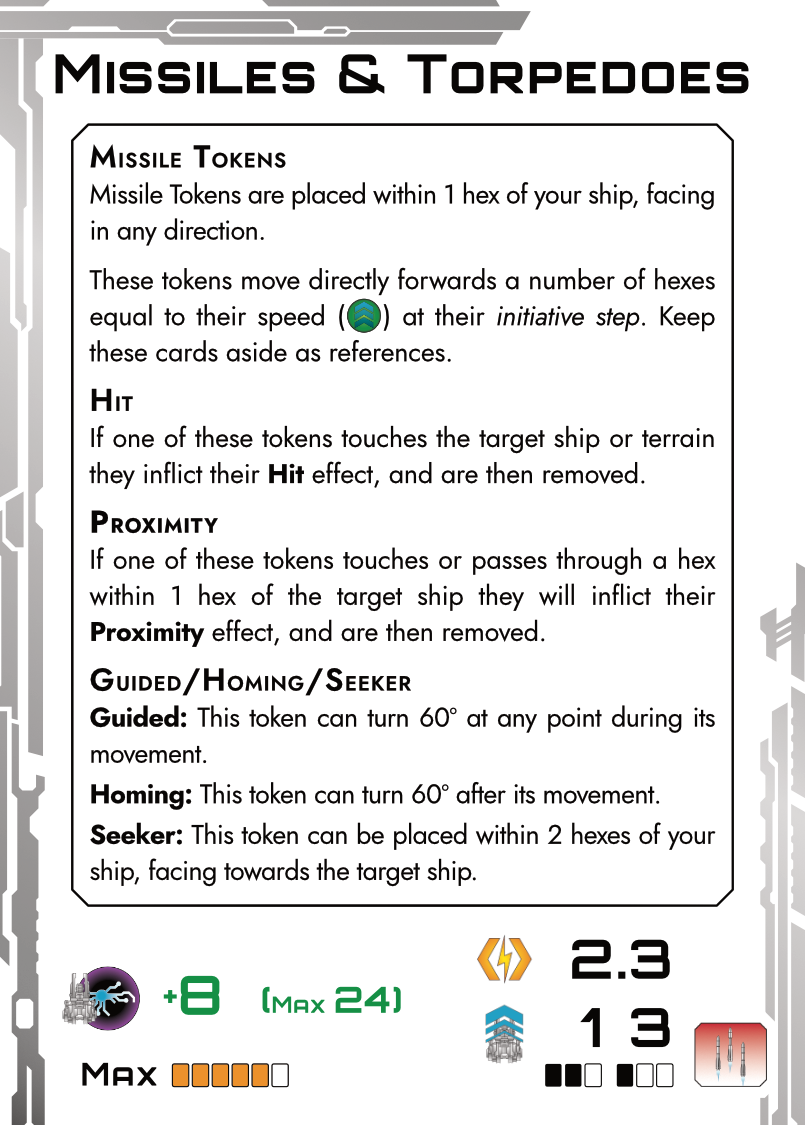 Missiles & Torpedoes
Missile Tokens
Missile Tokens are placed within 1 hex of your ship, facing
in any direction.
These tokens move directly forwards a number of hexes
equal to their speed ( ) at their initiative step. Keep
these cards aside as references.
Hit
If one of these tokens touches the target ship or terrain
they inflict their Hit effect, and are then removed.
Proximity
If one of these tokens touches or passes through a hex
within 1 hex of the target ship they will inflict their
Proximity effect, and are then removed.
Guided/Homing/Seeker
Guided: This token can turn 60° at any point during its
movement.
Homing: This token can turn 60° after its movement.
Seeker: This token can be placed within 2 hexes of your
ship, facing towards the target ship.
+8 (Max 24)
2.3
1 3
Max